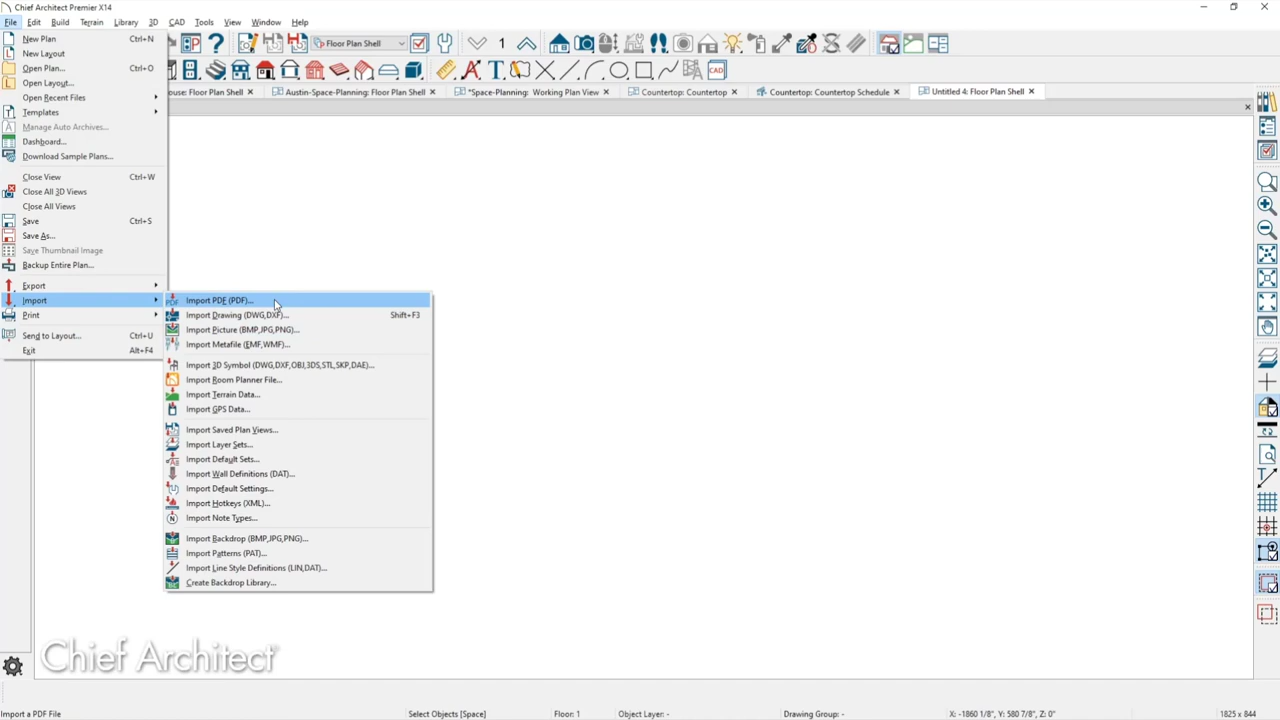 Chief Architect Premier X14
File Edit Build Terrain Library 3D CAD Tools View Window Help
New Plan Ctrl+N
New Layout
Open Plan... Ctrl+O
Open Layout...
Open Recent Files
Templates
Manage Auto Archives...
Dashboard...
Download Sample Plans...
Close View Ctrl+W
Close All 3D Views
Close All Views
Save Ctrl+S
Save As...
Save Thumbnail Image
Backup Entire Plan...
Export
Import
Print
Send to Layout... Ctrl+U
Exit Alt+F4
Floor Plan Shell
1
CAD
ouse: Floor Plan Shell
Austin-Space-Planning: Floor Plan Shell
*Space-Planning: Working Plan View
Countertop: Countertop
Countertop: Countertop Schedule
Untitled 4: Floor Plan Shell
Import PDF (PDF)...
Import Drawing (DWG,DXF)... Shift+F3
Import Picture (BMP,JPG,PNG)...
Import Metafile (EMF,WMF)...
Import 3D Symbol (DWG,DXF,OBJ,3DS,STL,SKP,DAE)...
Import Room Planner File...
Import Terrain Data...
Import GPS Data...
Import Saved Plan Views...
Import Layer Sets...
Import Default Sets...
Import Wall Definitions (DAT)...
Import Default Settings...
Import Hotkeys (XML)...
Import Note Types...
Import Backdrop (BMP,JPG,PNG)...
Import Patterns (PAT)...
Import Line Style Definitions (LIN,DAT)...
Create Backdrop Library...
Chief Architect
Import a PDF File
Select Objects [Space]
Floor: 1
Object Layer: -
Drawing Group: -
X: -1860 1/8", Y: 580 7/8", Z: 0"
1825 x 844